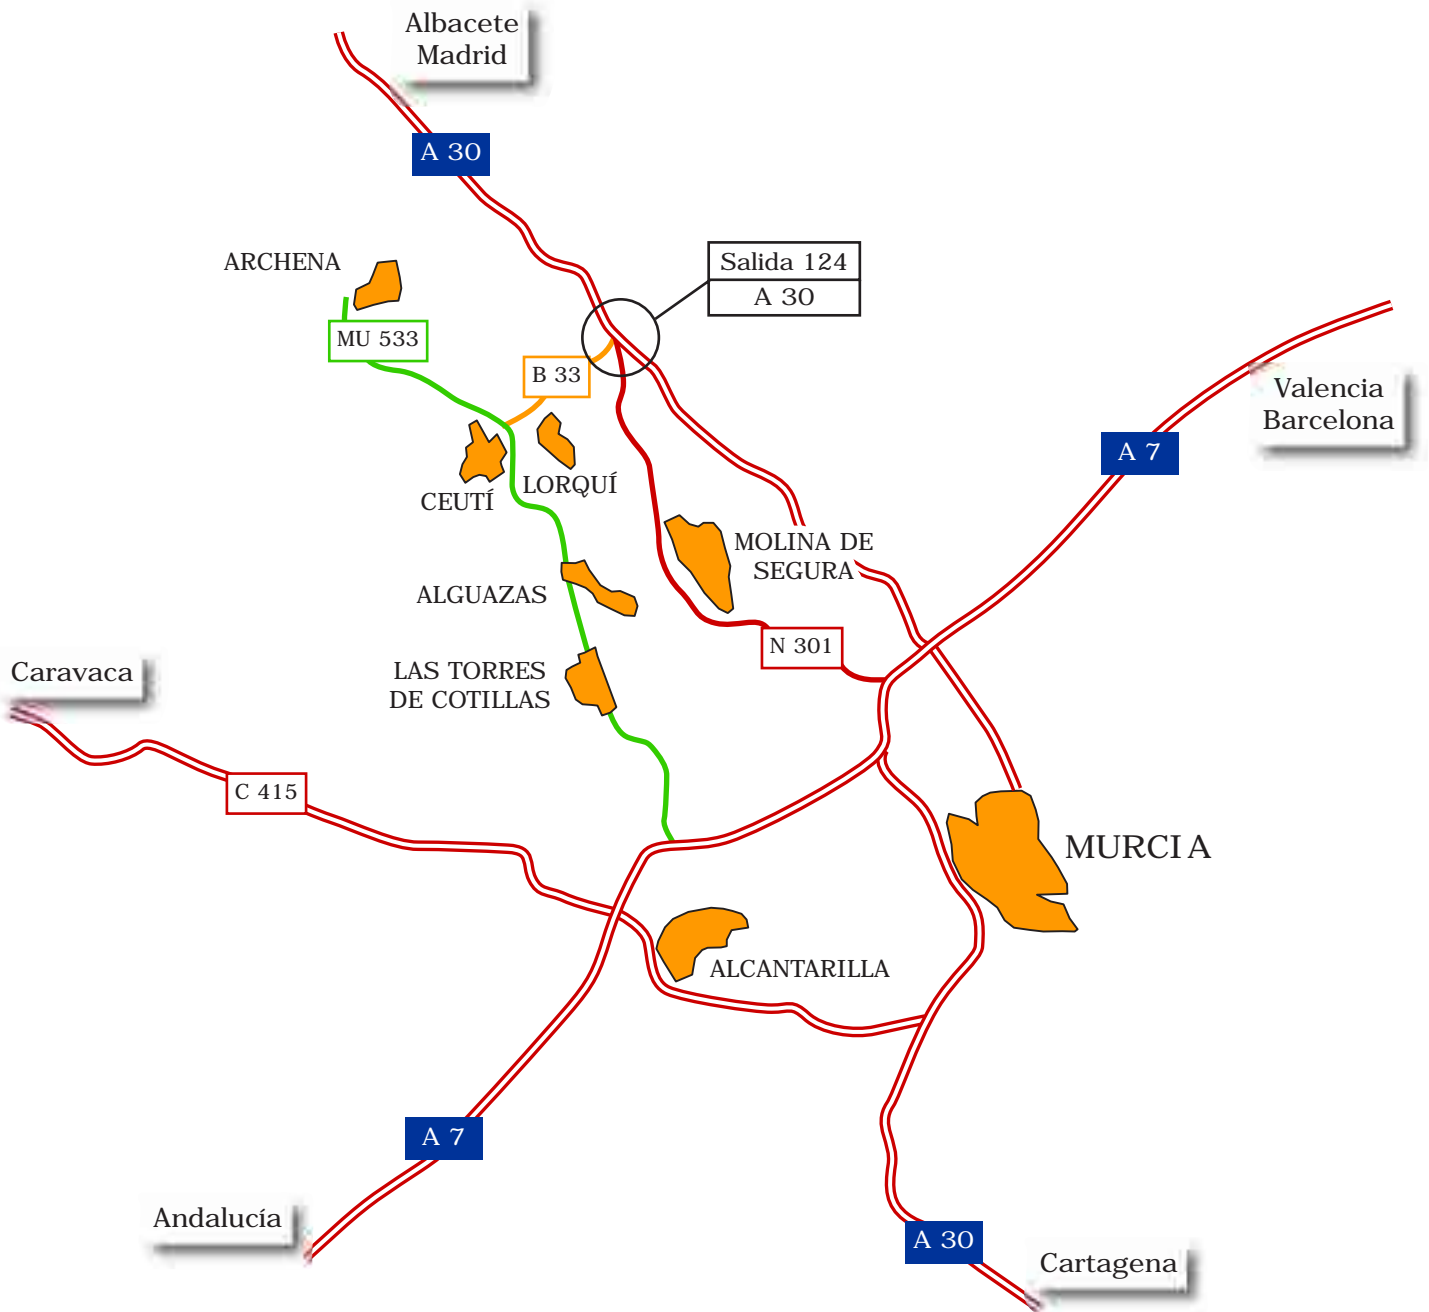 Albacete
Madrid
A 30
ARCHENA
Salida 124
A 30
MU 533
B 33
Valencia
Barcelona
A 7
LORQUÍ
CEUTÍ
MOLINA DE
SEGURA
ALGUAZAS
N 301
LAS TORRES
DE COTILLAS
Caravaca
C 415
MURCIA
ALCANTARILLA
A 7
Andalucía
A 30
Cartagena